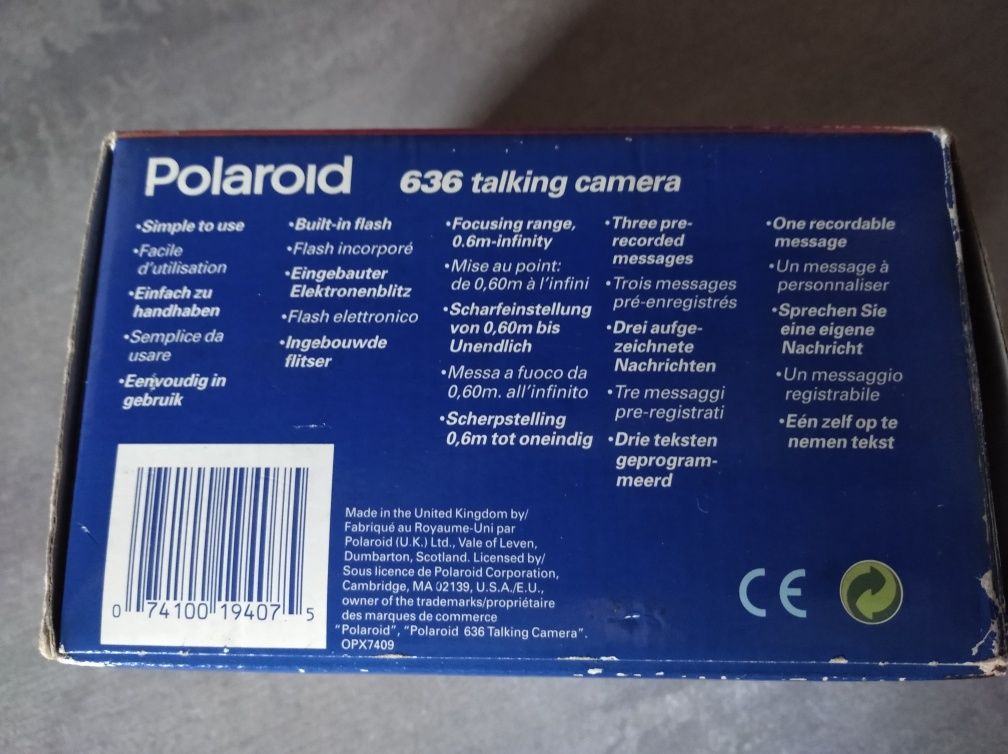 Polaroid
636 talking camera
•Simple to use
•Facile
d'utilisation
•Einfach zu
handhaben
•Semplice da
usare
•Eenvoudig in
gebruik
•Built-in flash
•Flash incorporé
•Eingebauter
Elektronenblitz
•Flash elettronico
•Ingebouwde
flitser
•Focusing range,
0.6m-infinity
•Mise au point:
de 0,60m à l'infini
•Scharfeinstellung
von 0,60m bis
Unendlich
•Messa a fuoco da
0,60m. all'infinito
•Scherpstelling
0,6m tot oneindig
•Three pre-
recorded
messages
•Trois messages
pré-enregistrés
•Drei aufge-
zeichnete
Nachrichten
•Tre messaggi
pre-registrati
•Drie teksten
geprogram-
meerd
•One recordable
message
•Un message à
personnaliser
•Sprechen Sie
eine eigene
Nachricht
•Un messaggio
registrabile
•Eén zelf op te
nemen tekst
0 74100 19407 5
Made in the United Kingdom by/
Fabriqué au Royaume-Uni par
Polaroid (U.K.) Ltd., Vale of Leven,
Dumbarton, Scotland. Licensed by/
Sous licence de Polaroid Corporation,
Cambridge, MA 02139, U.S.A./E.U.,
owner of the trademarks/propriétaire
des marques de commerce
"Polaroid", "Polaroid 636 Talking Camera".
OPX7409
CE